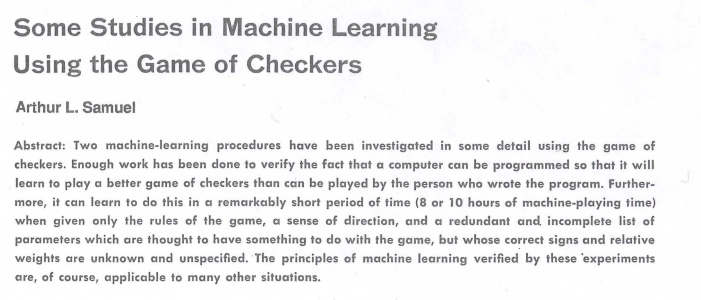 Some Studies in Machine Learning
Using the Game of Checkers
Arthur L. Samuel
Abstract: Two machine-learning procedures have been investigated in some detail using the game of
checkers. Enough work has been done to verify the fact that a computer can be programmed so that it will
learn to play a better game of checkers than can be played by the person who wrote the program. Further-
more, it can learn to do this in a remarkably short period of time (8 or 10 hours of machine-playing time)
when given only the rules of the game, a sense of direction, and a redundant and incomplete list of
parameters which are thought to have something to do with the game, but whose correct signs and relative
weights are unknown and unspecified. The principles of machine learning verified by these experiments
are, of course, applicable to many other situations.